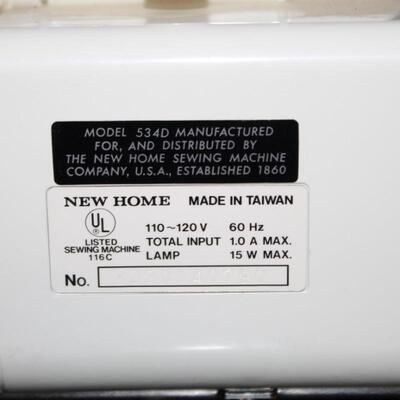 MODEL 534D MANUFACTURED
FOR, AND DISTRIBUTED BY
THE NEW HOME SEWING MACHINE
COMPANY, U.S.A., ESTABLISHED 1860
NEW HOME MADE IN TAIWAN
UL
LISTED
SEWING MACHINE
116C
110~120 V 60 Hz
TOTAL INPUT 1.0 A MAX.
LAMP 15 W MAX.
No.